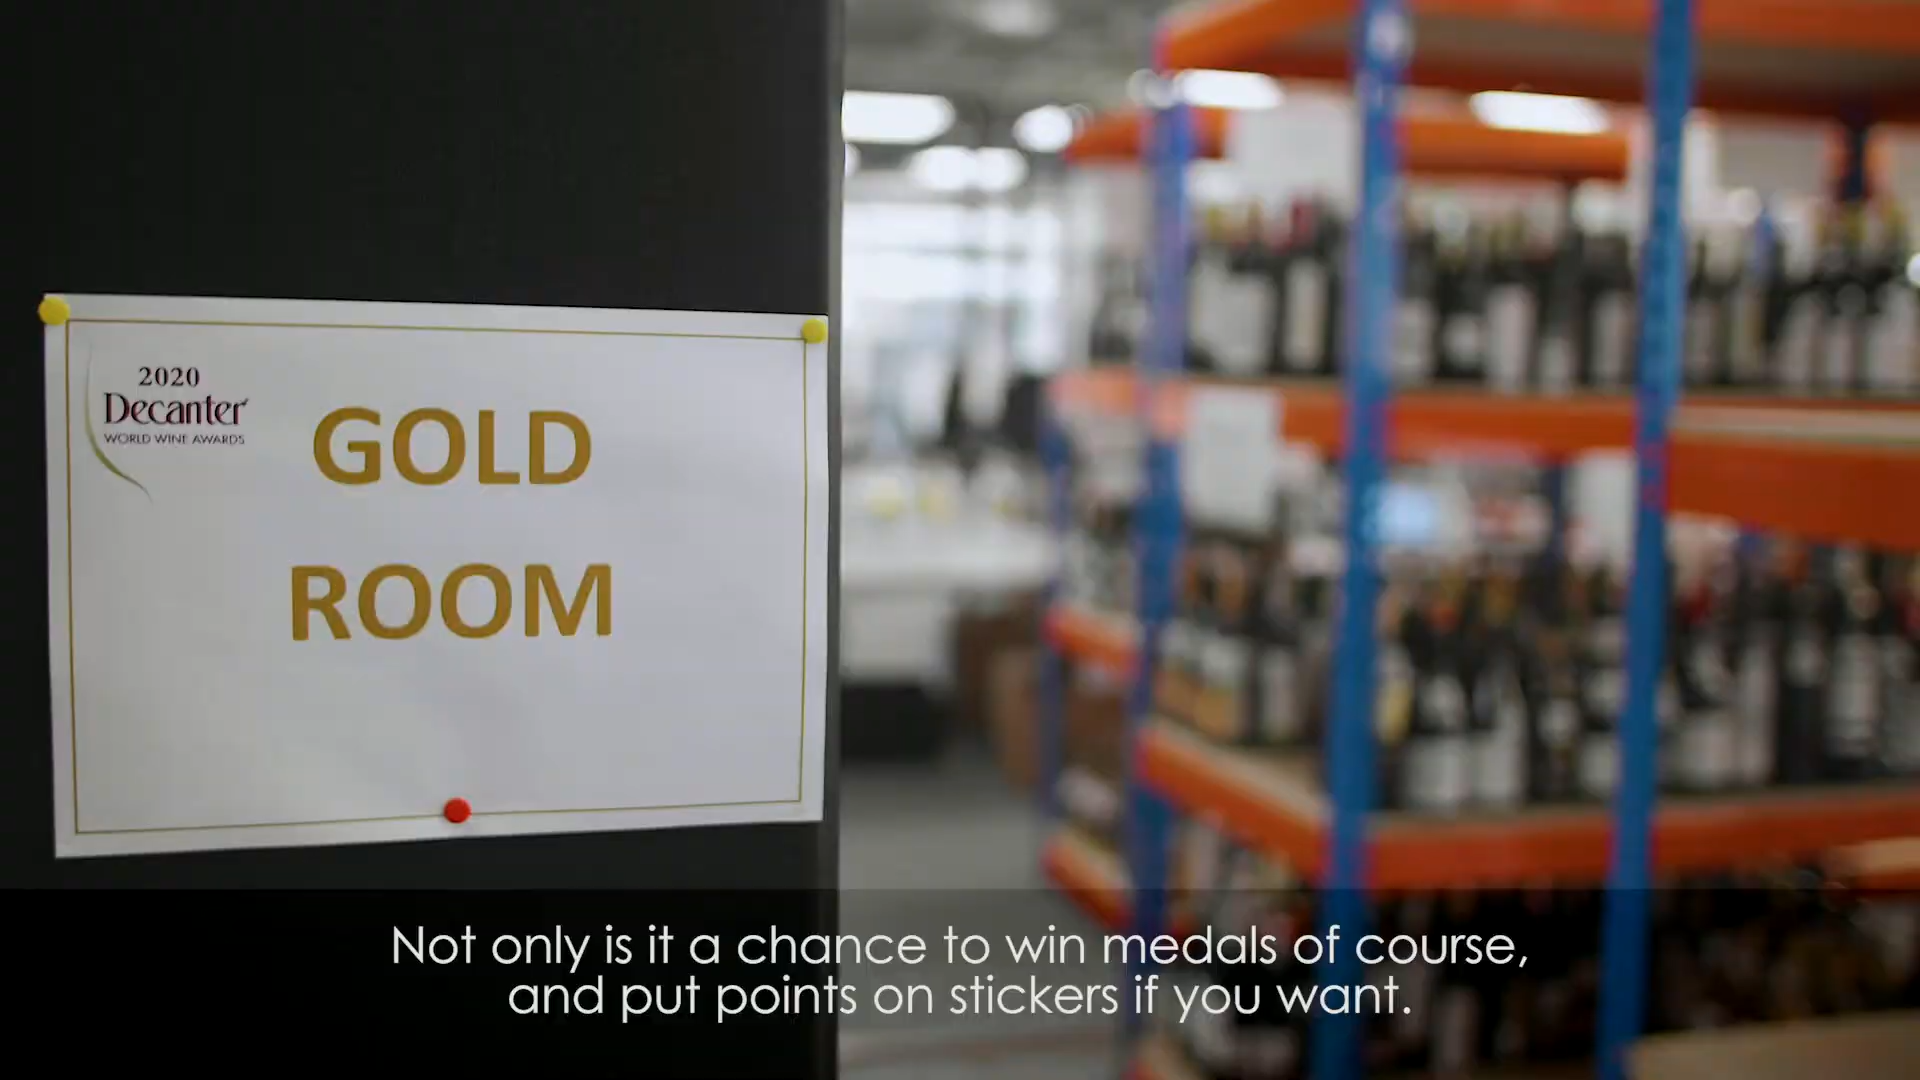 2020
Decanter
WORLD WINE AWARDS
GOLD
ROOM
Not only is it a chance to win medals of course,
and put points on stickers if you want.